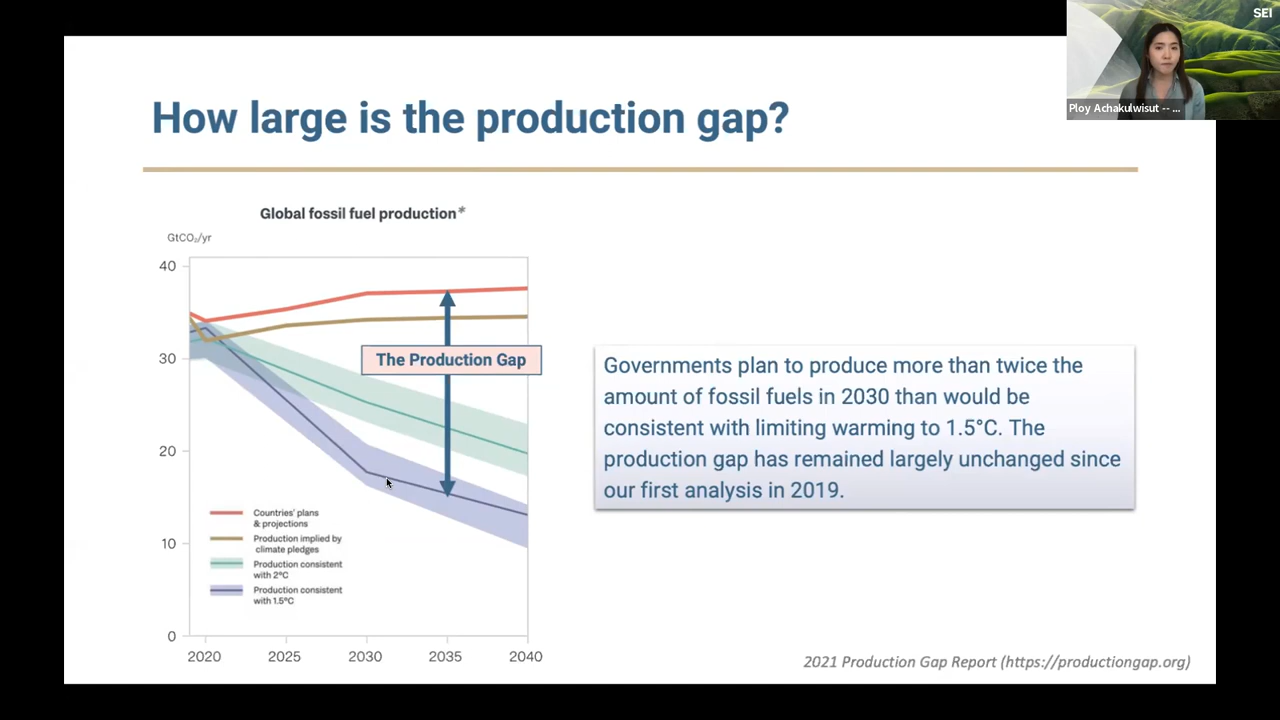 SEI
Ploy Achakulwisut -- ...
How large is the production gap?
Global fossil fuel production*
GtCO₂/yr
40
30
20
10
0
2020
2025
2030
2035
2040
The Production Gap
Countries' plans
& projections
Production implied by
climate pledges
Production consistent
with 2°C
Production consistent
with 1.5°C
Governments plan to produce more than twice the
amount of fossil fuels in 2030 than would be
consistent with limiting warming to 1.5°C. The
production gap has remained largely unchanged since
our first analysis in 2019.
2021 Production Gap Report (https://productiongap.org)